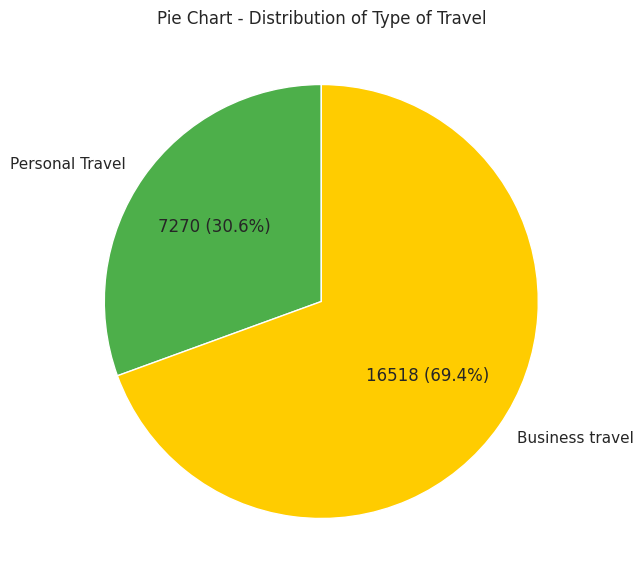 Pie Chart - Distribution of Type of Travel
Personal Travel
7270 (30.6%)
16518 (69.4%)
Business travel